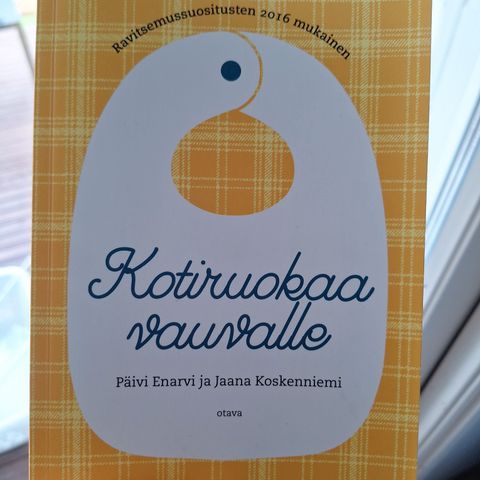 Ravitsemussuositusten 2016 mukainen
Kotiruokaa
vauvalle
Päivi Enarvi ja Jaana Koskenniemi
otava